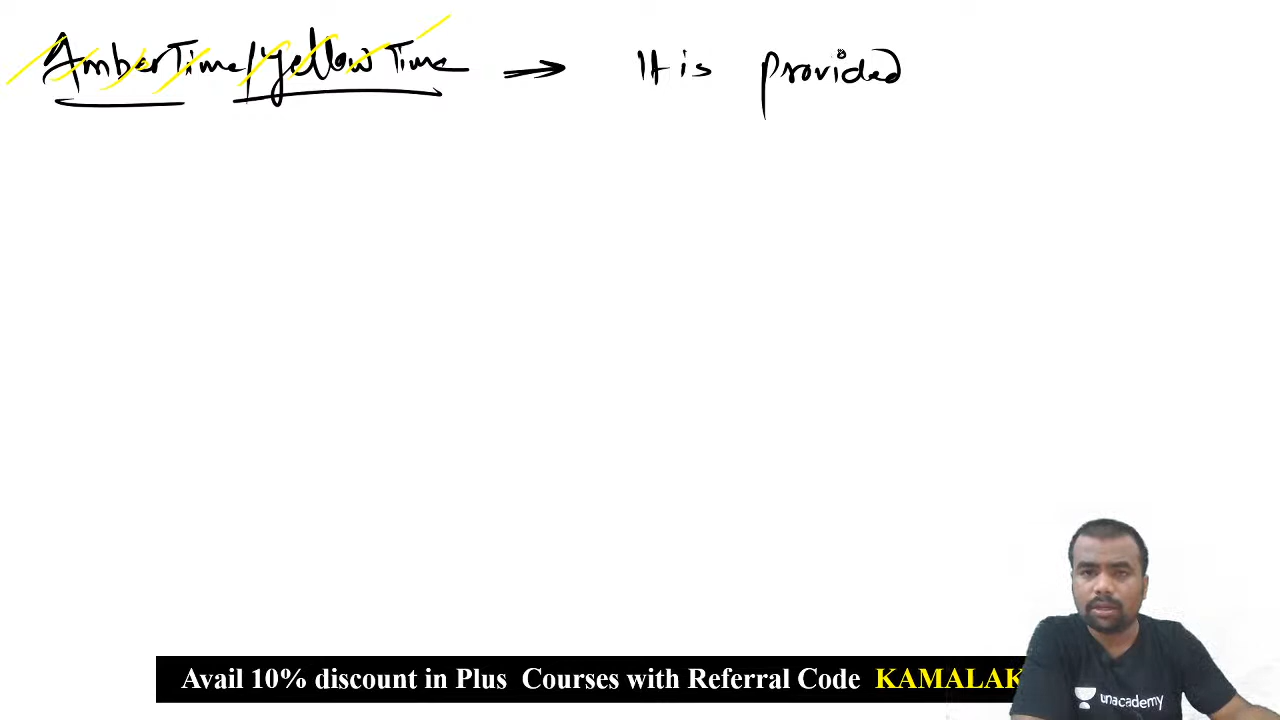 Amber Time/Yellow Time → It is provided
Avail 10% discount in Plus Courses with Referral Code KAMALAK
unacademy